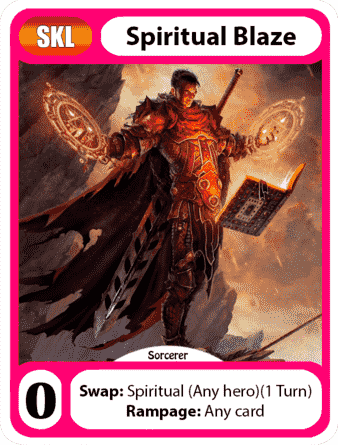 SKL
Spiritual Blaze
Sorcerer
0
Swap: Spiritual (Any hero)(1 Turn)
Rampage: Any card